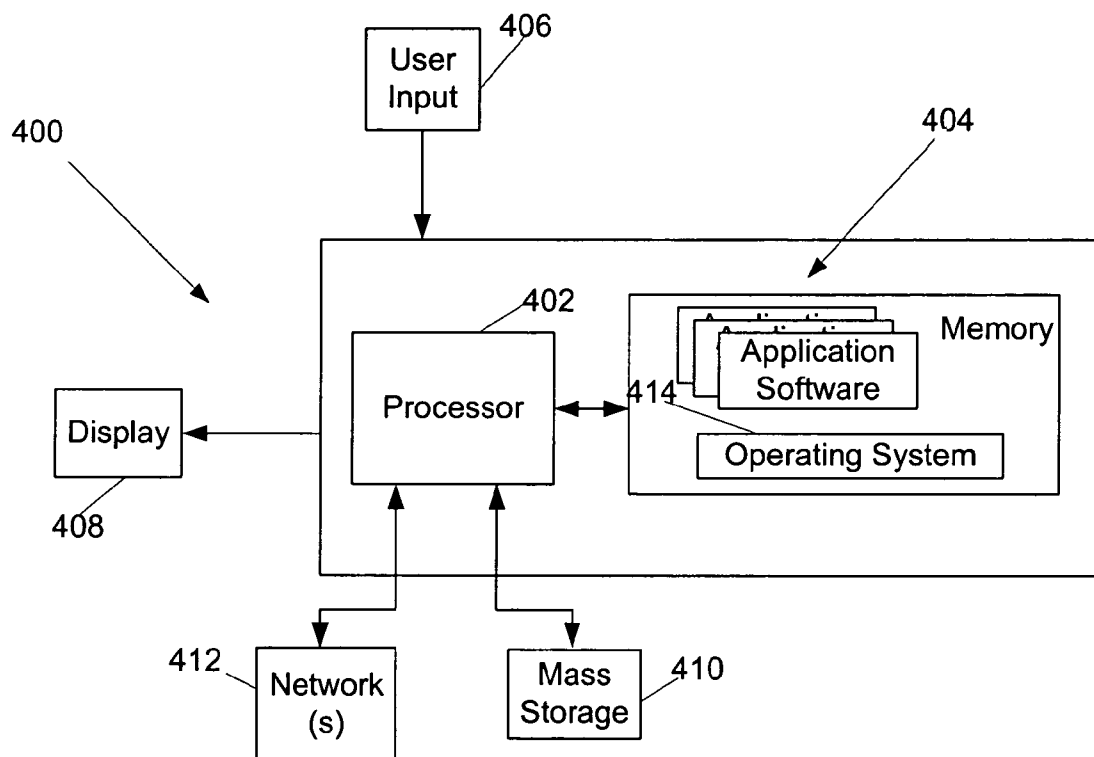 406
User
Input
400
404
402
Memory
Application
Software
414
Processor
Display
Operating System
408
412
Network
(s)
Mass
Storage
410